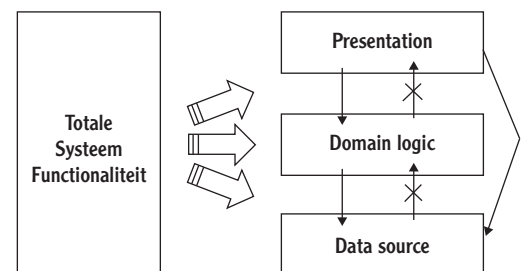 Totale
Systeem
Functionaliteit
Presentation
Domain logic
Data source